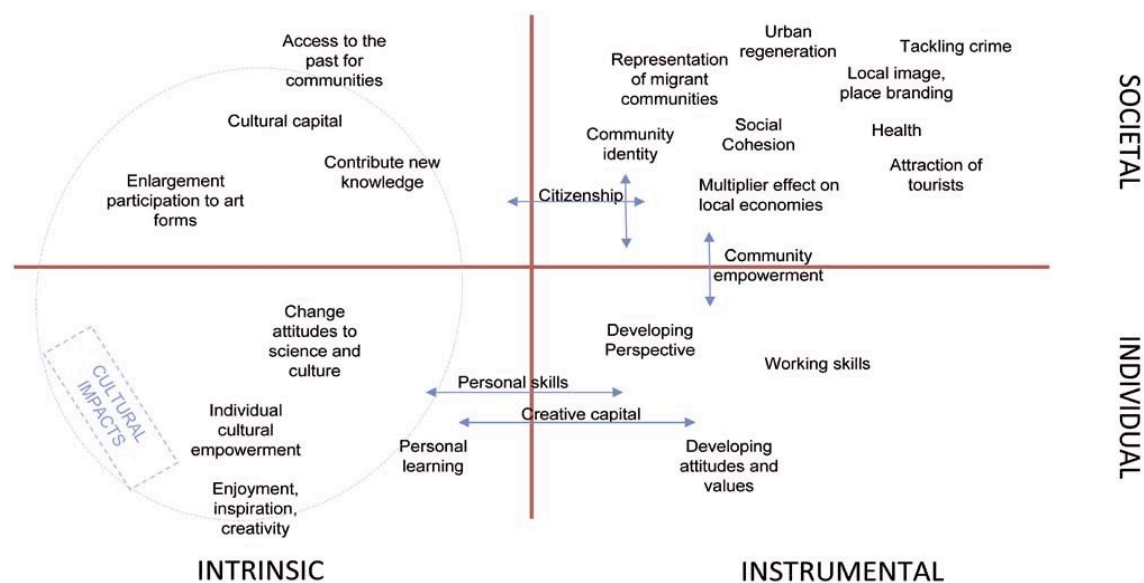 Access to the
past for
communities
Cultural capital
Contribute new
knowledge
Enlargement
participation to art
forms
Urban
regeneration
Tackling crime
Representation
of migrant
communities
Local image,
place branding
Community
identity
Social
Cohesion
Health
Attraction of
tourists
Citizenship
Multiplier effect on
local economies
Community
empowerment
SOCIETAL
Change
attitudes to
science and
culture
CULTURAL
IMPACTS
Individual
cultural
empowerment
Enjoyment,
inspiration,
creativity
Personal
learning
Personal skills
Creative capital
Developing
Perspective
Working skills
Developing
attitudes and
values
INDIVIDUAL
INTRINSIC
INSTRUMENTAL